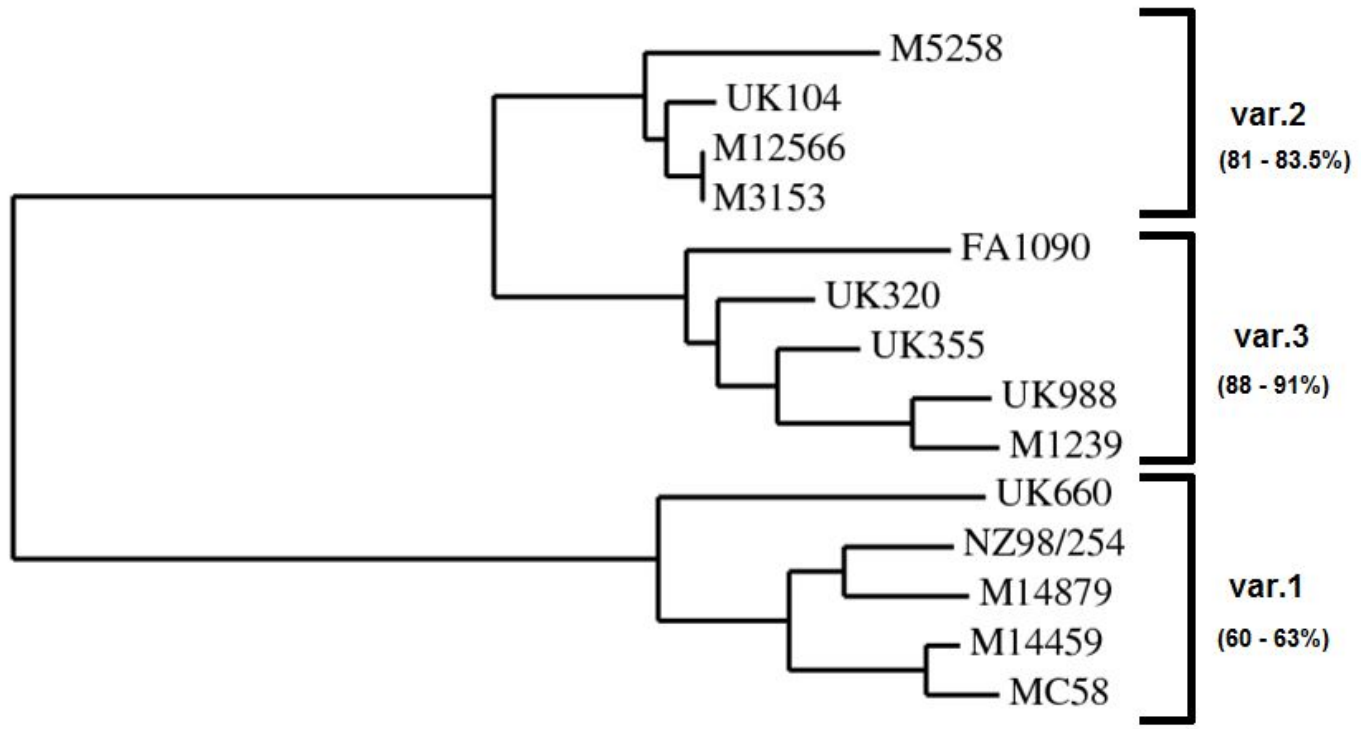 M5258
UK104
M12566
M3153
var.2
(81 - 83.5%)
FA1090
UK320
UK355
UK988
M1239
var.3
(88 - 91%)
UK660
NZ98/254
M14879
M14459
MC58
var.1
(60 - 63%)